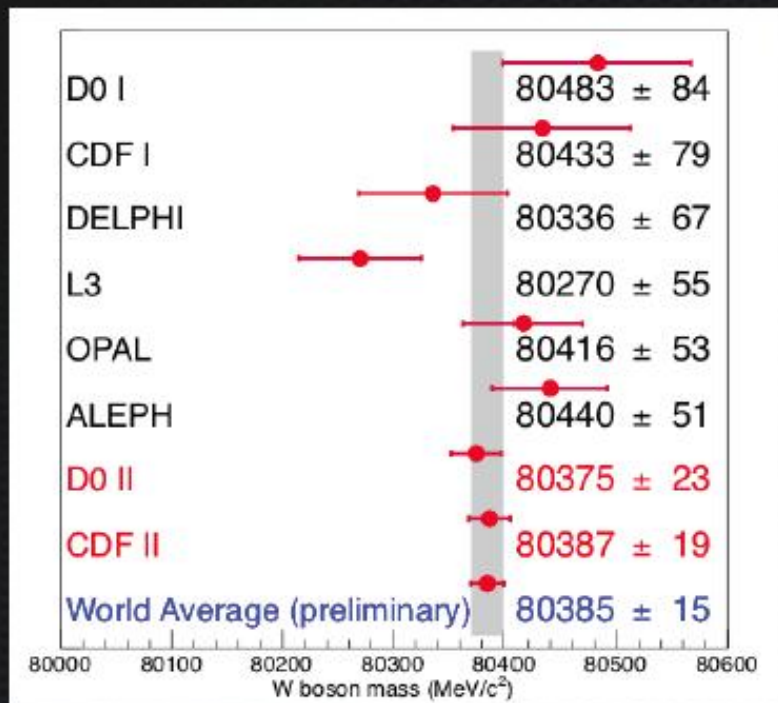 D0 I 80483 ± 84
CDF I 80433 ± 79
DELPHI 80336 ± 67
L3 80270 ± 55
OPAL 80416 ± 53
ALEPH 80440 ± 51
D0 II 80375 ± 23
CDF II 80387 ± 19
World Average (preliminary) 80385 ± 15
80000 80100 80200 80300 80400 80500 80600
W boson mass (MeV/c²)